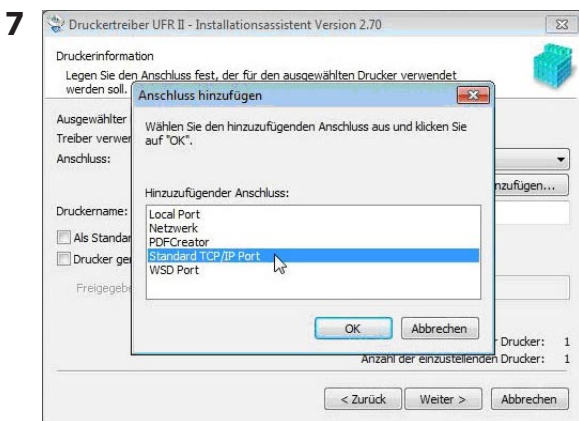 7
Druckertreiber UFR II - Installationsassistent Version 2.70
Druckerinformation
Legen Sie den Anschluss fest, der für den ausgewählten Drucker verwendet
werden soll.
Anschluss hinzufügen
Wählen Sie den hinzuzufügenden Anschluss aus und klicken Sie
auf "OK".
Hinzuzufügender Anschluss:
Local Port
Netzwerk
PDFCreator
Standard TCP/IP Port
WSD Port
OK
Abbrechen
Ausgewählter
Treiber verwer
Anschluss:
nzufügen...
Druckername:
Als Standar
Drucker ge
Freigegeb
Drucker: 1
Anzahl der einzustellenden Drucker: 1
< Zurück
Weiter >
Abbrechen